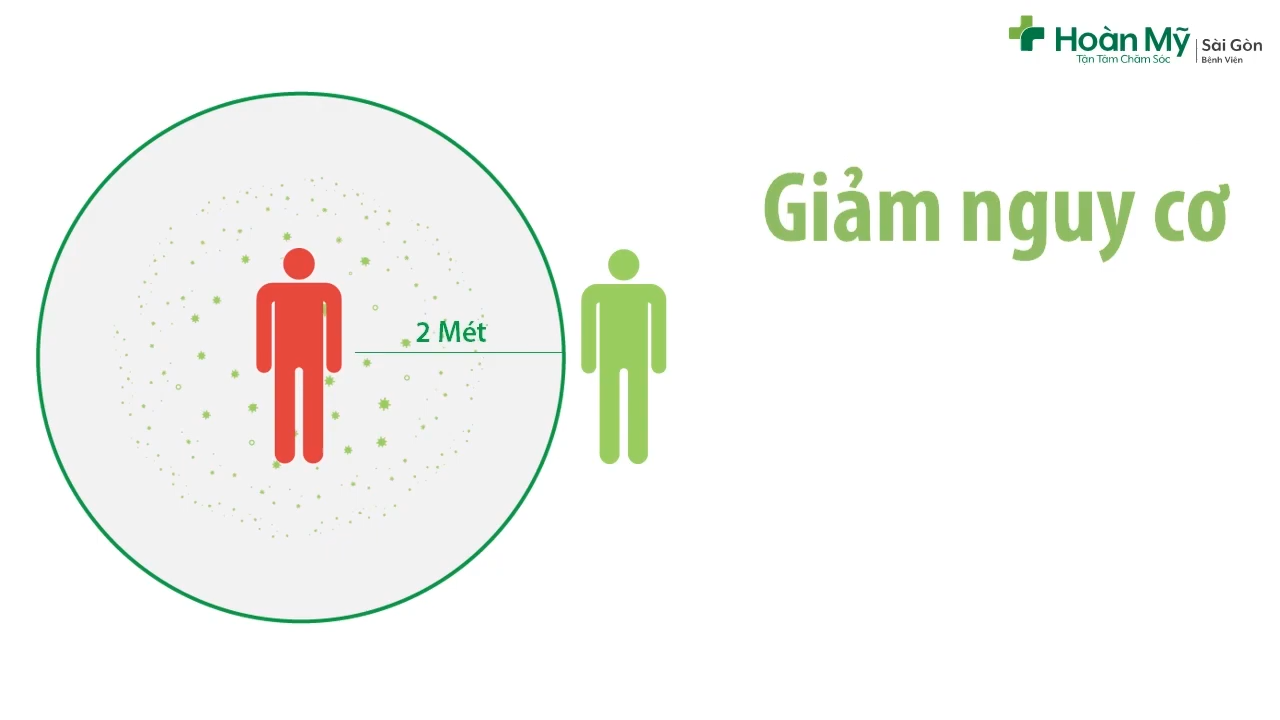 Hoàn Mỹ
Tận Tâm Chăm Sóc
Sài Gòn
Bệnh Viện
Giảm nguy cơ
2 Mét